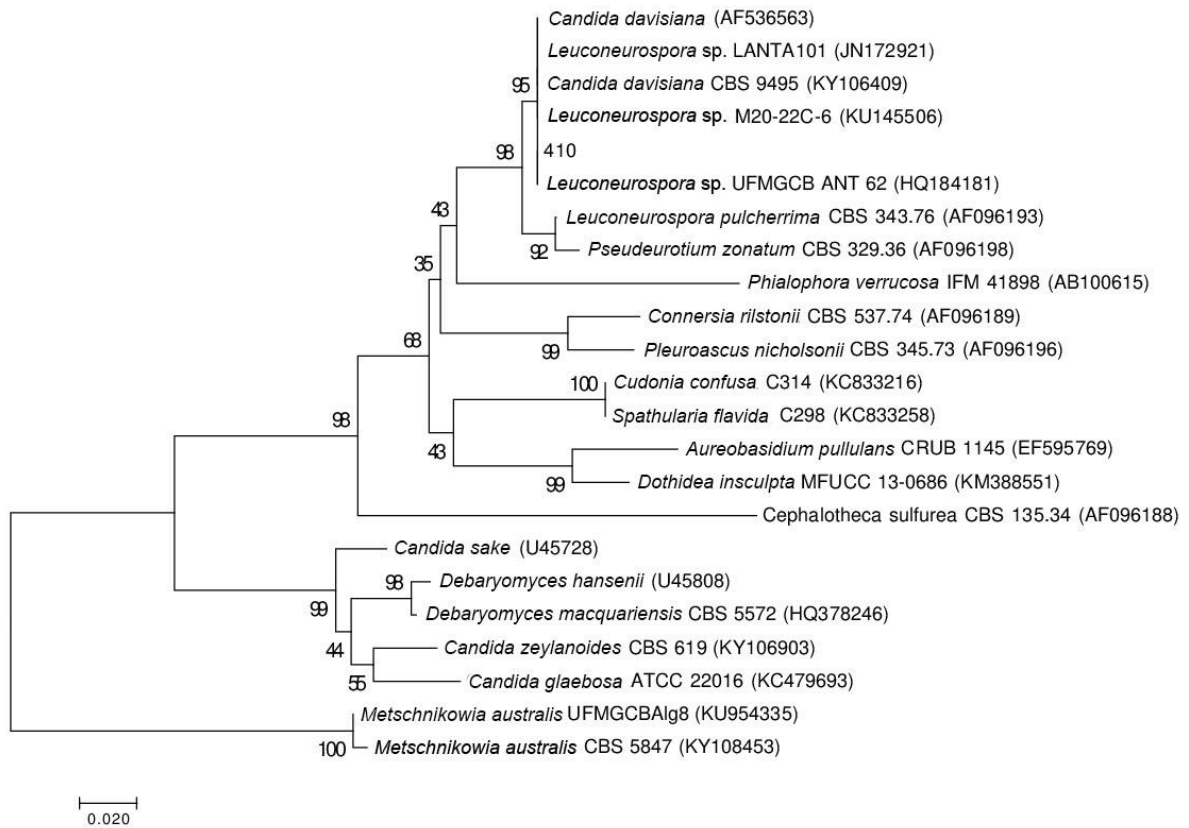 Candida davisiana (AF536563)
Leuconeurospora sp. LANTA101 (JN172921)
95
Candida davisiana CBS 9495 (KY106409)
Leuconeurospora sp. M20-22C-6 (KU145506)
98
410
Leuconeurospora sp. UFMGCB ANT 62 (HQ184181)
43
Leuconeurospora pulcherrima CBS 343.76 (AF096193)
92
Pseudeurotium zonatum CBS 329.36 (AF096198)
35
Phialophora verrucosa IFM 41898 (AB100615)
Connersia rilstonii CBS 537.74 (AF096189)
68
99
Pleuroascus nicholsonii CBS 345.73 (AF096196)
100
Cudonia confusa C314 (KC833216)
98
Spathularia flavida C298 (KC833258)
43
Aureobasidium pullulans CRUB 1145 (EF595769)
99
Dothidea insculpta MFUCC 13-0686 (KM388551)
Cephalotheca sulfurea CBS 135.34 (AF096188)
Candida sake (U45728)
98
Debaryomyces hansenii (U45808)
99
Debaryomyces macquariensis CBS 5572 (HQ378246)
44
Candida zeylanoides CBS 619 (KY106903)
55
Candida glaebosa ATCC 22016 (KC479693)
Metschnikowia australis UFMGCBAlg8 (KU954335)
100
Metschnikowia australis CBS 5847 (KY108453)
0.020